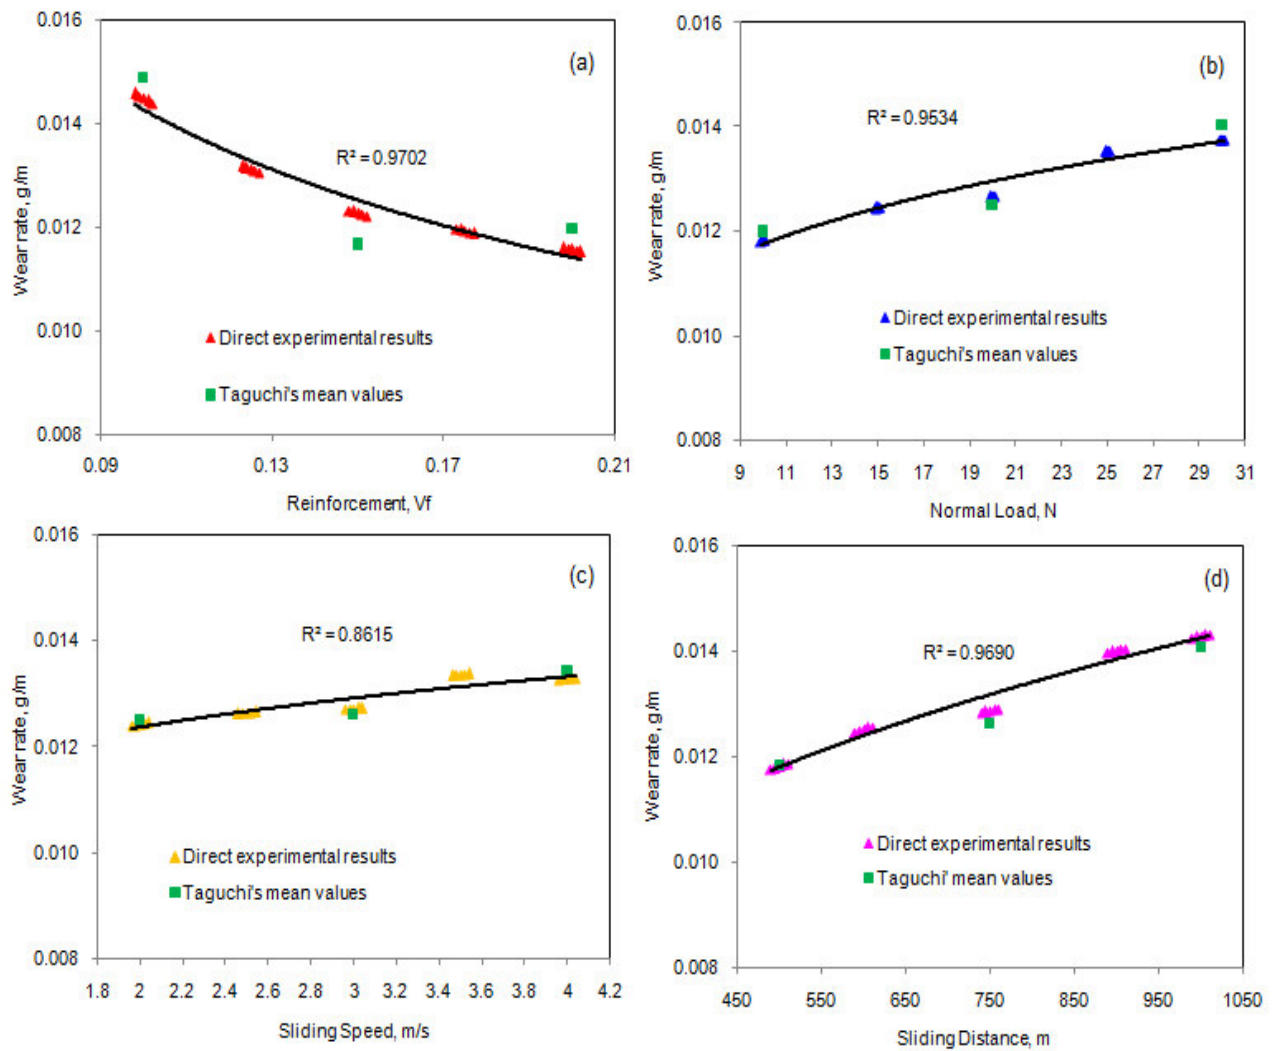 0.016
0.014
0.012
0.010
0.008
Wear rate, g/m
(a)
R² = 0.9702
Direct experimental results
Taguchi's mean values
0.09 0.13 0.17 0.21
Reinforcement, Vf
0.016
0.014
0.012
0.010
0.008
Wear rate, g/m
(b)
R² = 0.9534
Direct experimental results
Taguchi's mean values
9 11 13 15 17 19 21 23 25 27 29 31
Normal Load, N
0.016
0.014
0.012
0.010
0.008
Wear rate, g/m
(c)
R² = 0.8615
Direct experimental results
Taguchi's mean values
1.8 2 2.2 2.4 2.6 2.8 3 3.2 3.4 3.6 3.8 4 4.2
Sliding Speed, m/s
0.016
0.014
0.012
0.010
0.008
Wear rate, g/m
(d)
R² = 0.9690
Direct experimental results
Taguchi' mean values
450 550 650 750 850 950 1050
Sliding Distance, m